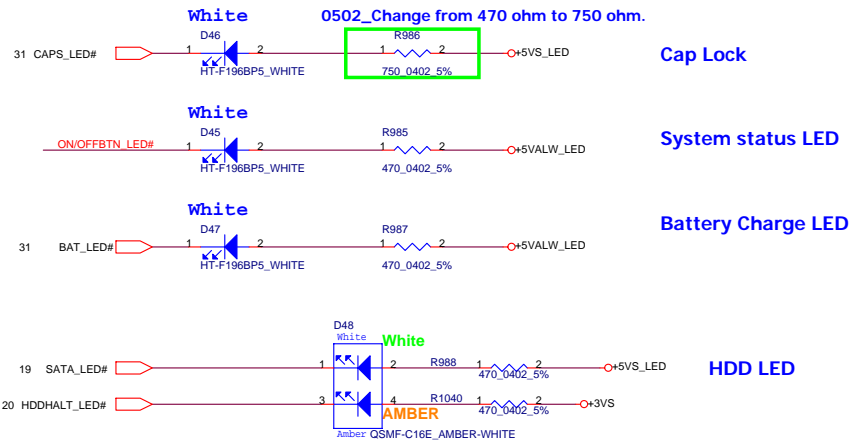 White 0502_Change from 470 ohm to 750 ohm.
D46 R986
31 CAPS_LED# 1 2 1 2 +5VS_LED Cap Lock
HT-F196BP5_WHITE 750_0402_5%
White
D45 R985 System status LED
ON/OFFBTN_LED# 1 2 1 2 +5VALW_LED
HT-F196BP5_WHITE 470_0402_5%
White
D47 R987 Battery Charge LED
31 BAT_LED# 1 2 1 2 +5VALW_LED
HT-F196BP5_WHITE 470_0402_5%
D48
White White
19 SATA_LED# 1 2 R988 1 2 +5VS_LED HDD LED
470_0402_5%
20 HDDHALT_LED# 3 4 R1040 1 2 +3VS
AMBER 470_0402_5%
Amber QSMF-C16E_AMBER-WHITE